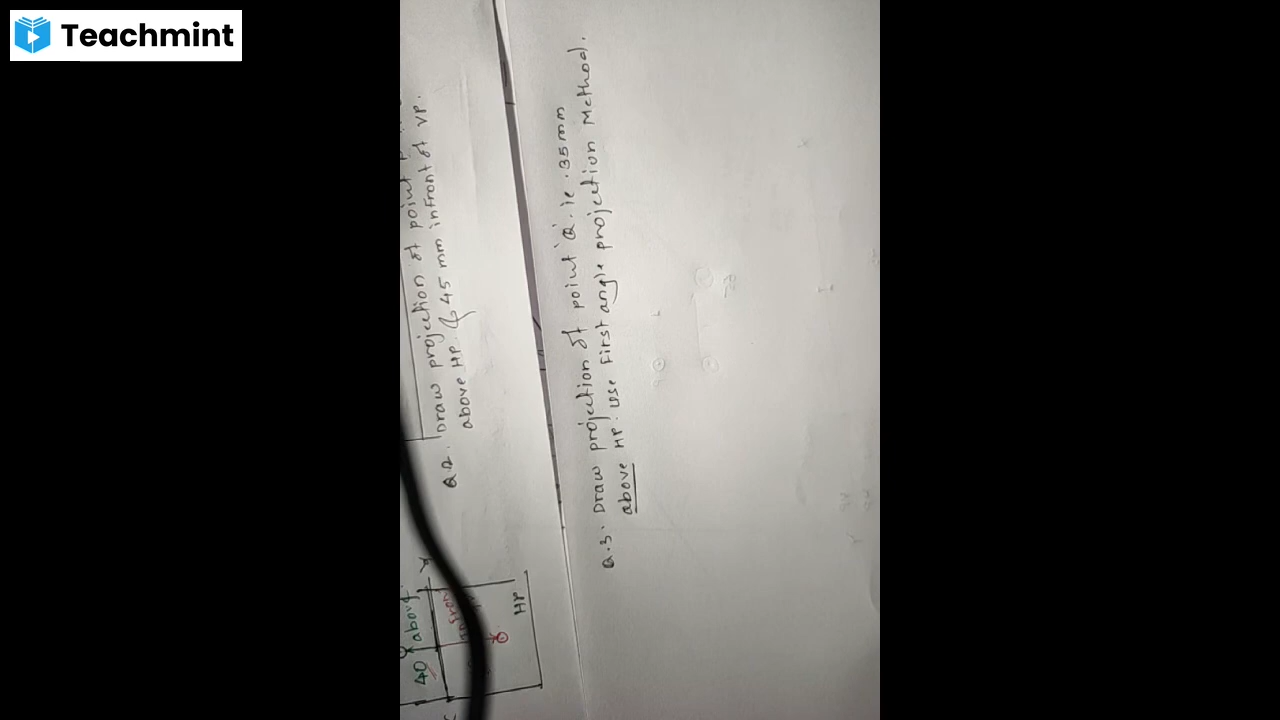 Teachmint
40 above
HP
Q.2. Draw projection of point
above HP. & 45 mm infront of VP.
Q.3. Draw projection of point 'Q'. ie. 35mm
above HP. use First angle projection Method.